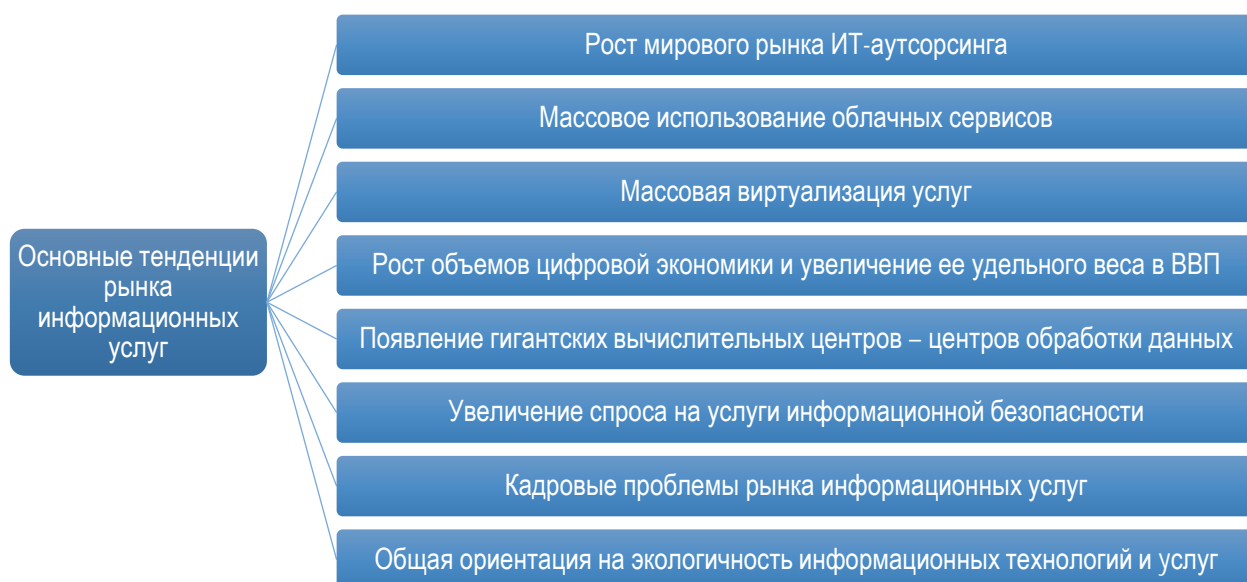 Основные тенденции
рынка
информационных
услуг
Рост мирового рынка ИТ-аутсорсинга
Массовое использование облачных сервисов
Массовая виртуализация услуг
Рост объемов цифровой экономики и увеличение ее удельного веса в ВВП
Появление гигантских вычислительных центров – центров обработки данных
Увеличение спроса на услуги информационной безопасности
Кадровые проблемы рынка информационных услуг
Общая ориентация на экологичность информационных технологий и услуг